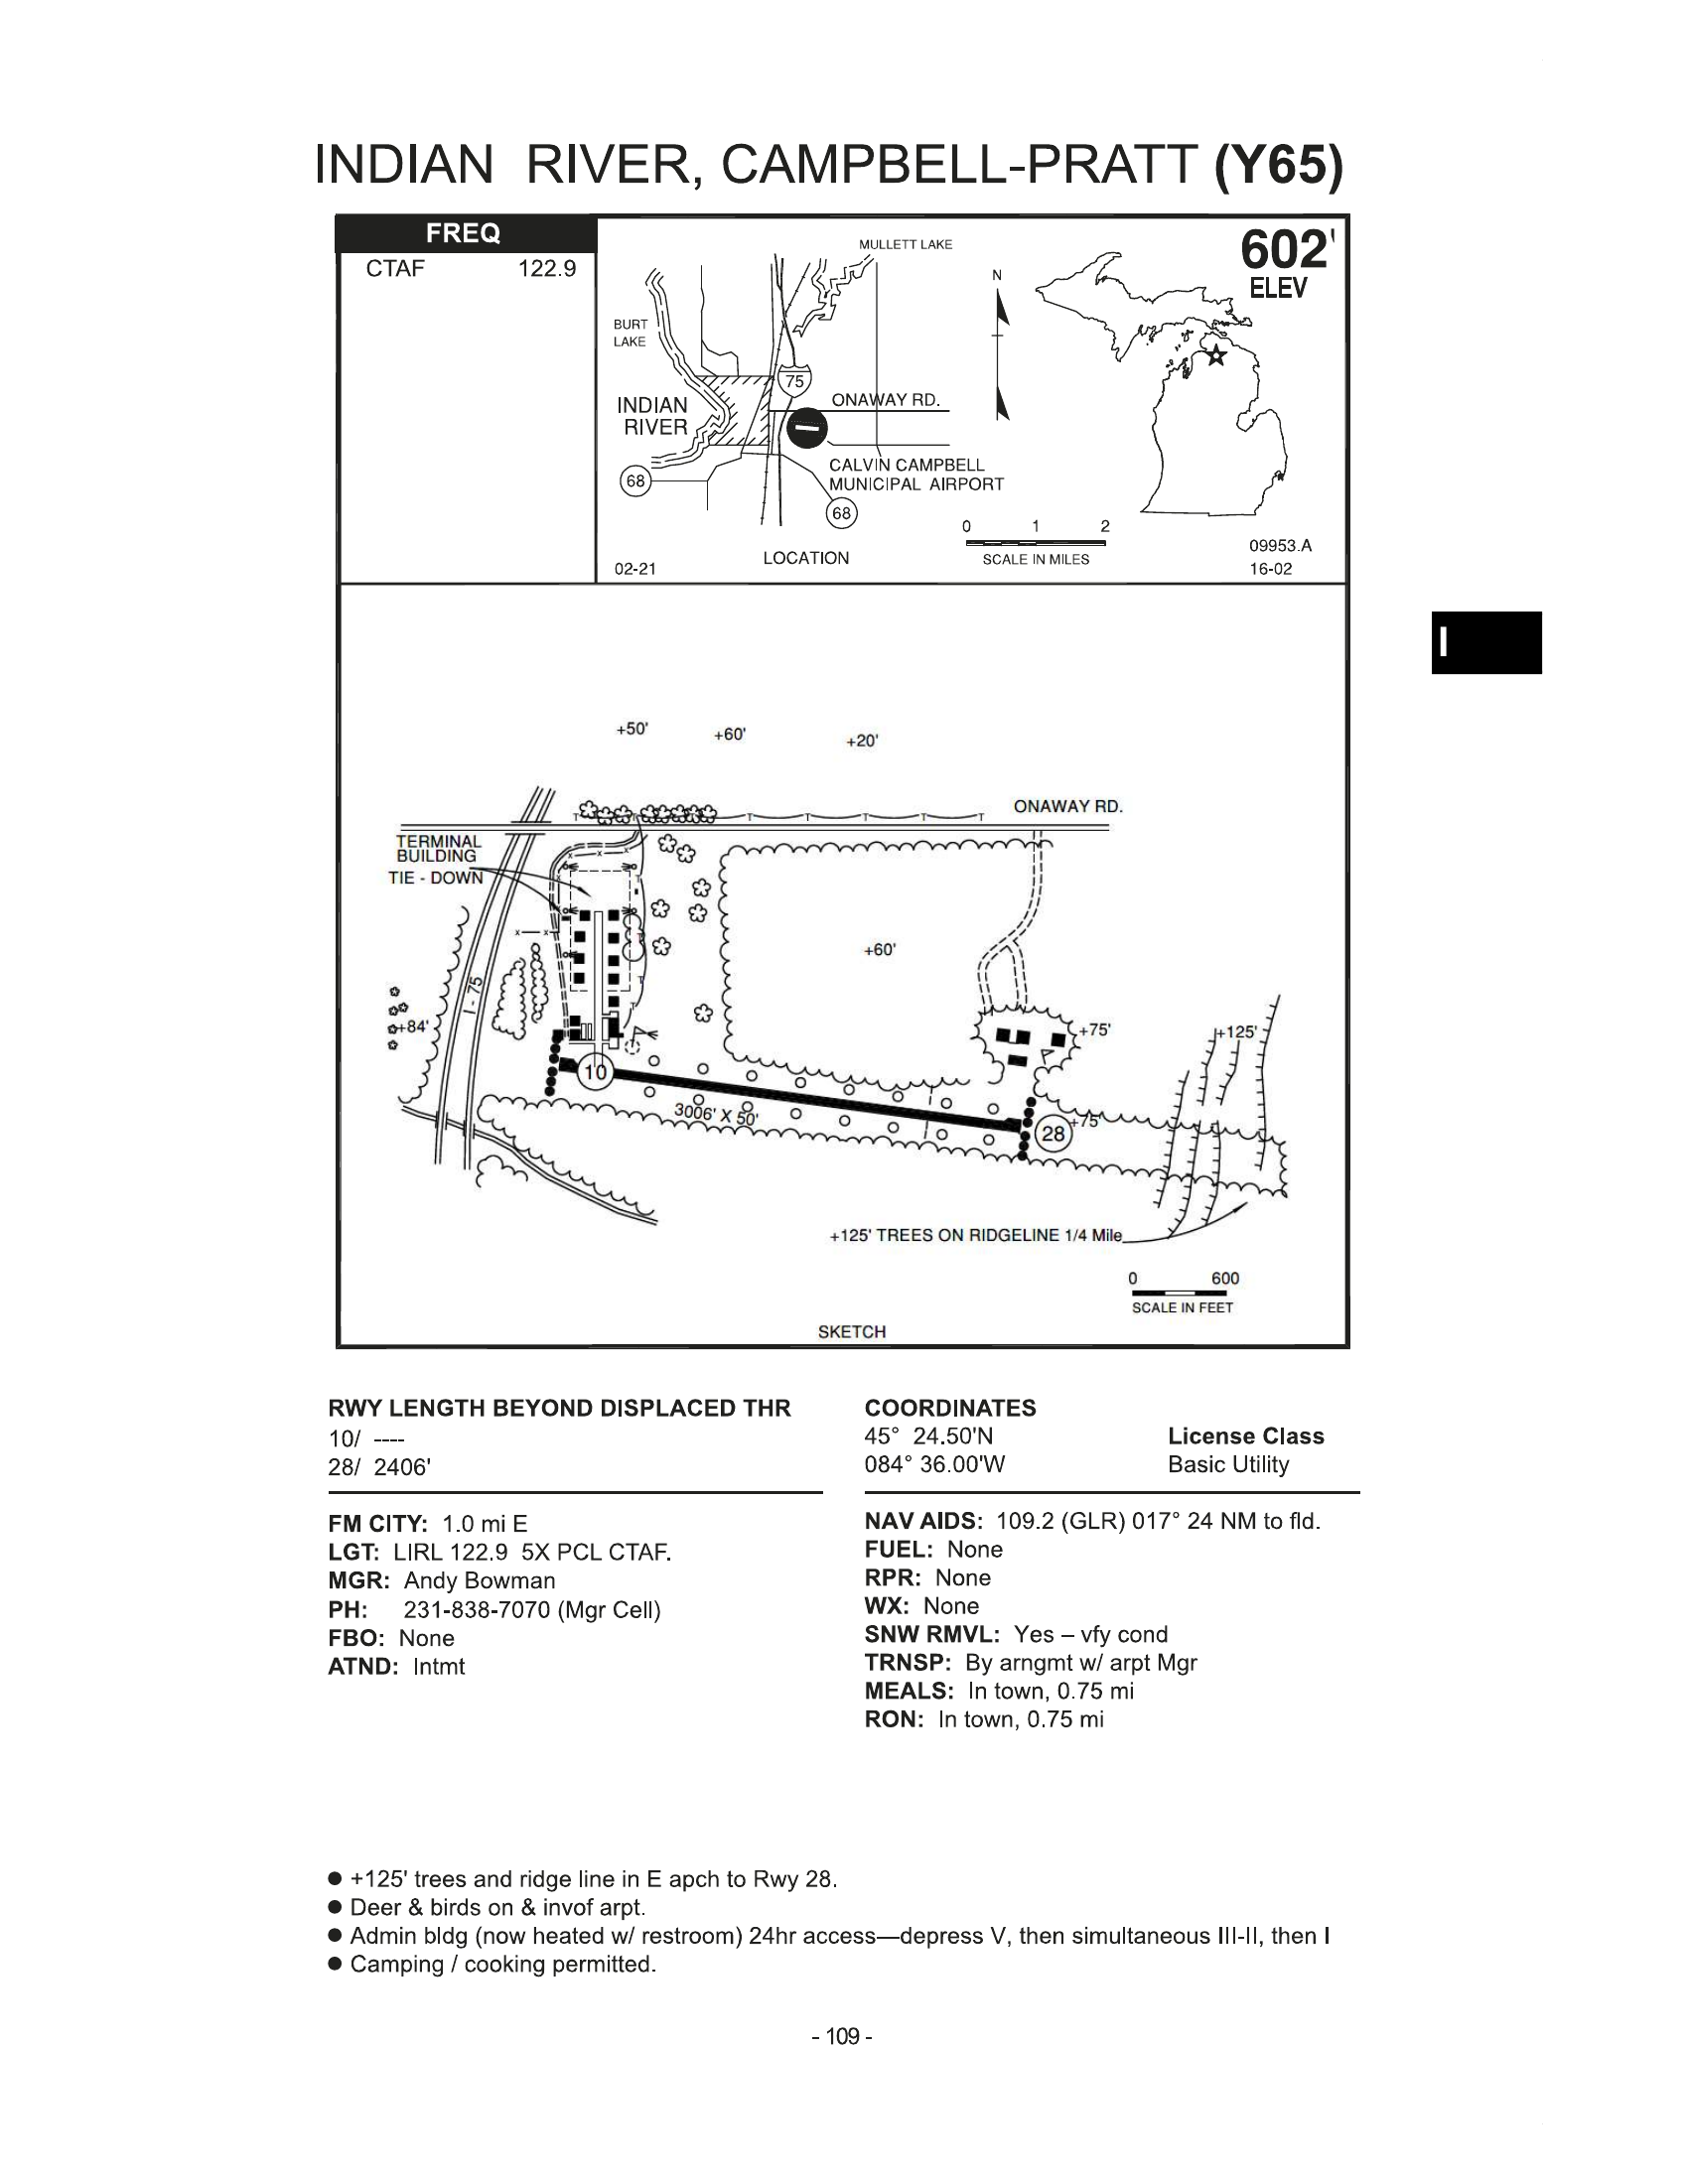 INDIAN RIVER, CAMPBELL-PRATT (Y65)
FREQ
CTAF 122.9
MULLETT LAKE
BURT
LAKE
75
INDIAN
RIVER
ONAWAY RD.
CALVIN CAMPBELL
MUNICIPAL AIRPORT
68
68
N
602'
ELEV
0 1 2
SCALE IN MILES
LOCATION
02-21
09953.A
16-02
I
+50'
+60'
+20'
ONAWAY RD.
TERMINAL
BUILDING
TIE - DOWN
I - 75
+60'
+84'
+75'
+125'
10
3006' X 50'
28
+75'
+125' TREES ON RIDGELINE 1/4 Mile
0 600
SCALE IN FEET
SKETCH
RWY LENGTH BEYOND DISPLACED THR
10/ ----
28/ 2406'
COORDINATES
45° 24.50'N
084° 36.00'W
License Class
Basic Utility
FM CITY: 1.0 mi E
LGT: LIRL 122.9 5X PCL CTAF.
MGR: Andy Bowman
PH: 231-838-7070 (Mgr Cell)
FBO: None
ATND: Intmt
NAV AIDS: 109.2 (GLR) 017° 24 NM to fld.
FUEL: None
RPR: None
WX: None
SNW RMVL: Yes – vfy cond
TRNSP: By arngmt w/ arpt Mgr
MEALS: In town, 0.75 mi
RON: In town, 0.75 mi
● +125' trees and ridge line in E apch to Rwy 28.
● Deer & birds on & invof arpt.
● Admin bldg (now heated w/ restroom) 24hr access—depress V, then simultaneous III-II, then I
● Camping / cooking permitted.
- 109 -